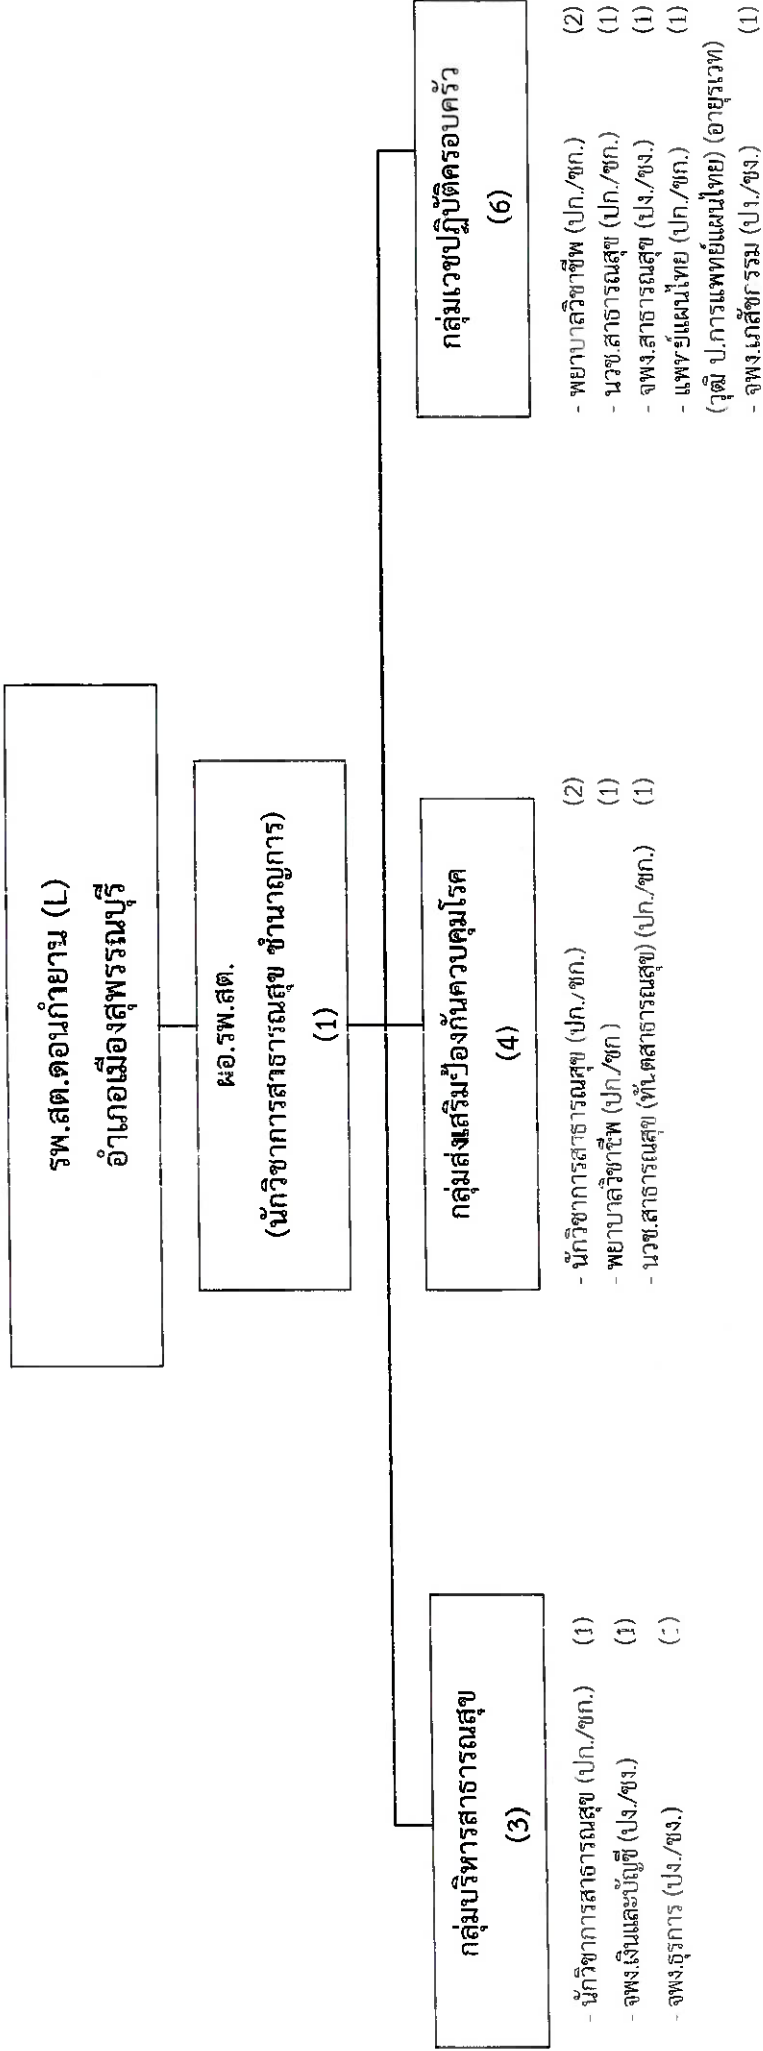 รพ.สต.ดอนกำยาน (L)
อำเภอเมืองสุพรรณบุรี
ผอ.รพ.สต.
(นักวิชาการสาธารณสุข ชำนาญการ)
(1)
กลุ่มบริหารสาธารณสุข
(3)
- นักวิชาการสาธารณสุข (ปก./ชก.) (1)
- จพง.เงินและบัญชี (ปง./ชง.) (1)
- จพง.ธุรการ (ปง./ชง.)
กลุ่มส่งเสริมป้องกันควบคุมโรค
(4)
- นักวิชาการสาธารณสุข (ปก./ชก.) (2)
- พยาบาลวิชาชีพ (ปก./ชก) (1)
- นวช.สาธารณสุข (ทันตสาธารณสุข) (ปก./ชก.) (1)
กลุ่มเวชปฏิบัติครอบครัว
(6)
- พยาบาลวิชาชีพ (ปก./ชก.) (2)
- นวช.สาธารณสุข (ปก./ชก.) (1)
- จพง.สาธารณสุข (ปง./ชง.) (1)
- แพทย์แผนไทย (ปก./ชก.) (1)
(วุฒิ ป.การแพทย์แผนไทย) (อายุรเวท)
- จพง.เภสัชกรรม (ปง./ชง.) (1)